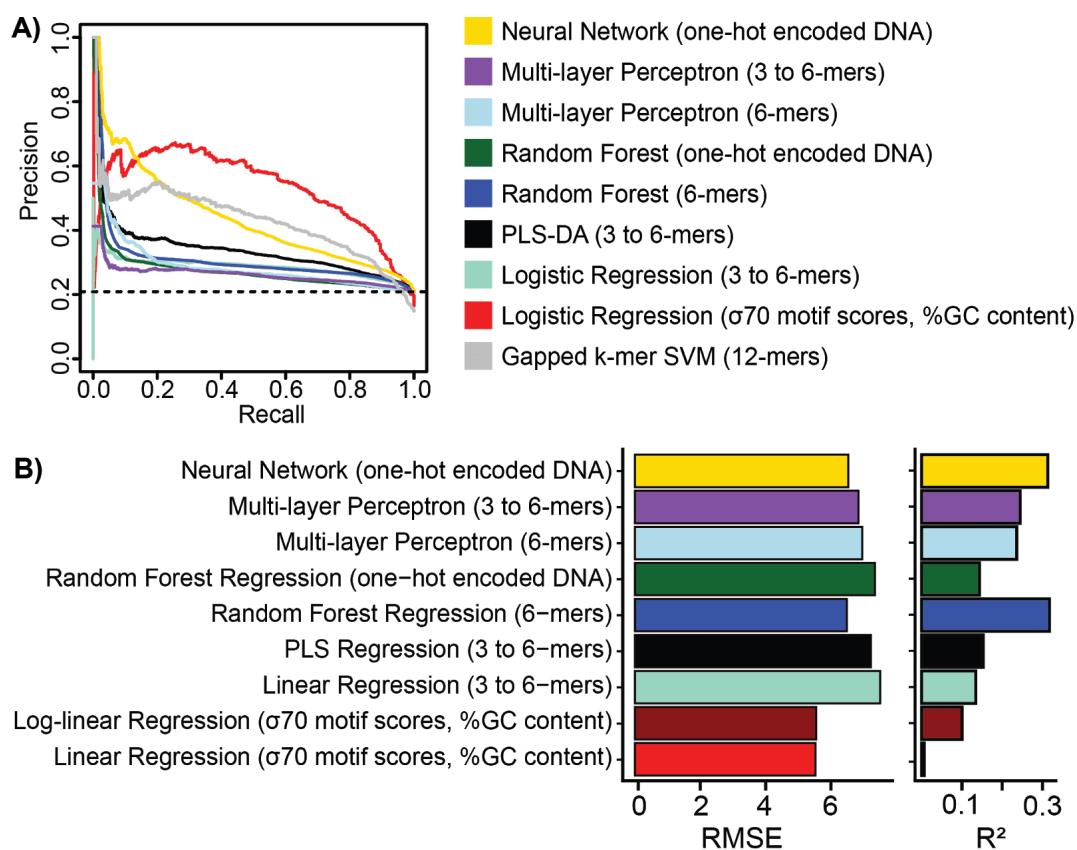 A)
1.0
0.8
0.6
0.4
0.2
0.0
Precision
0.0 0.2 0.4 0.6 0.8 1.0
Recall
Neural Network (one-hot encoded DNA)
Multi-layer Perceptron (3 to 6-mers)
Multi-layer Perceptron (6-mers)
Random Forest (one-hot encoded DNA)
Random Forest (6-mers)
PLS-DA (3 to 6-mers)
Logistic Regression (3 to 6-mers)
Logistic Regression (σ70 motif scores, %GC content)
Gapped k-mer SVM (12-mers)
B)
Neural Network (one-hot encoded DNA)
Multi-layer Perceptron (3 to 6-mers)
Multi-layer Perceptron (6-mers)
Random Forest Regression (one−hot encoded DNA)
Random Forest Regression (6−mers)
PLS Regression (3 to 6−mers)
Linear Regression (3 to 6−mers)
Log-linear Regression (σ70 motif scores, %GC content)
Linear Regression (σ70 motif scores, %GC content)
0 2 4 6
RMSE
0.1 0.3
R²